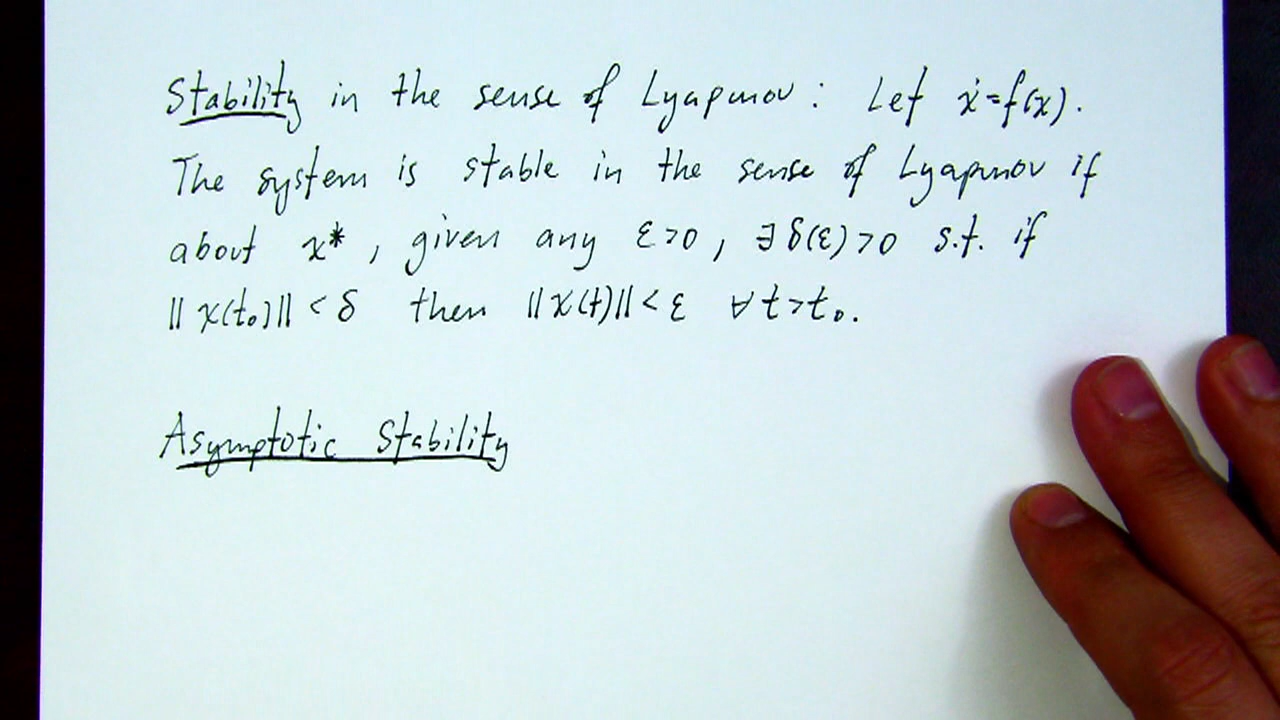 Stability in the sense of Lyapunov : Let ẋ=f(x).
The system is stable in the sense of Lyapunov if
about x*, given any ε>0, ∃ δ(ε)>0 s.t. if
||x(t₀)|| < δ then ||x(t)|| < ε ∀t>t₀.
Asymptotic Stability